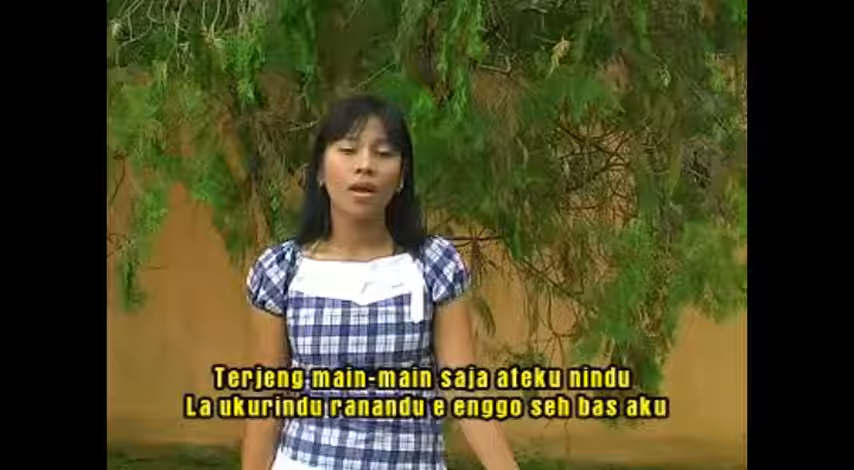 Terjeng main-main saja ateku nindu
La ukurindu ranandu e enggo seh bas aku